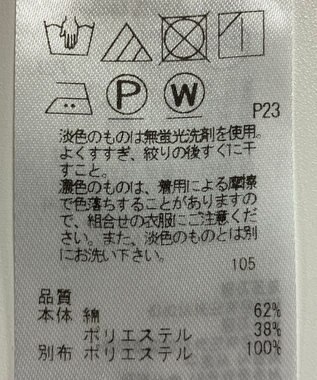 P W
P23
淡色のものは無蛍光洗剤を使用。
よくすすぎ、絞りの後すぐに干
すこと。
濃色のものは、着用による摩擦
で色落ちすることがありますの
で、組合せの衣服にご注意くだ
さい。また、淡色のものとは別
にお洗い下さい。
105
品質
本体 綿 62%
ポリエステル 38%
別布 ポリエステル 100%